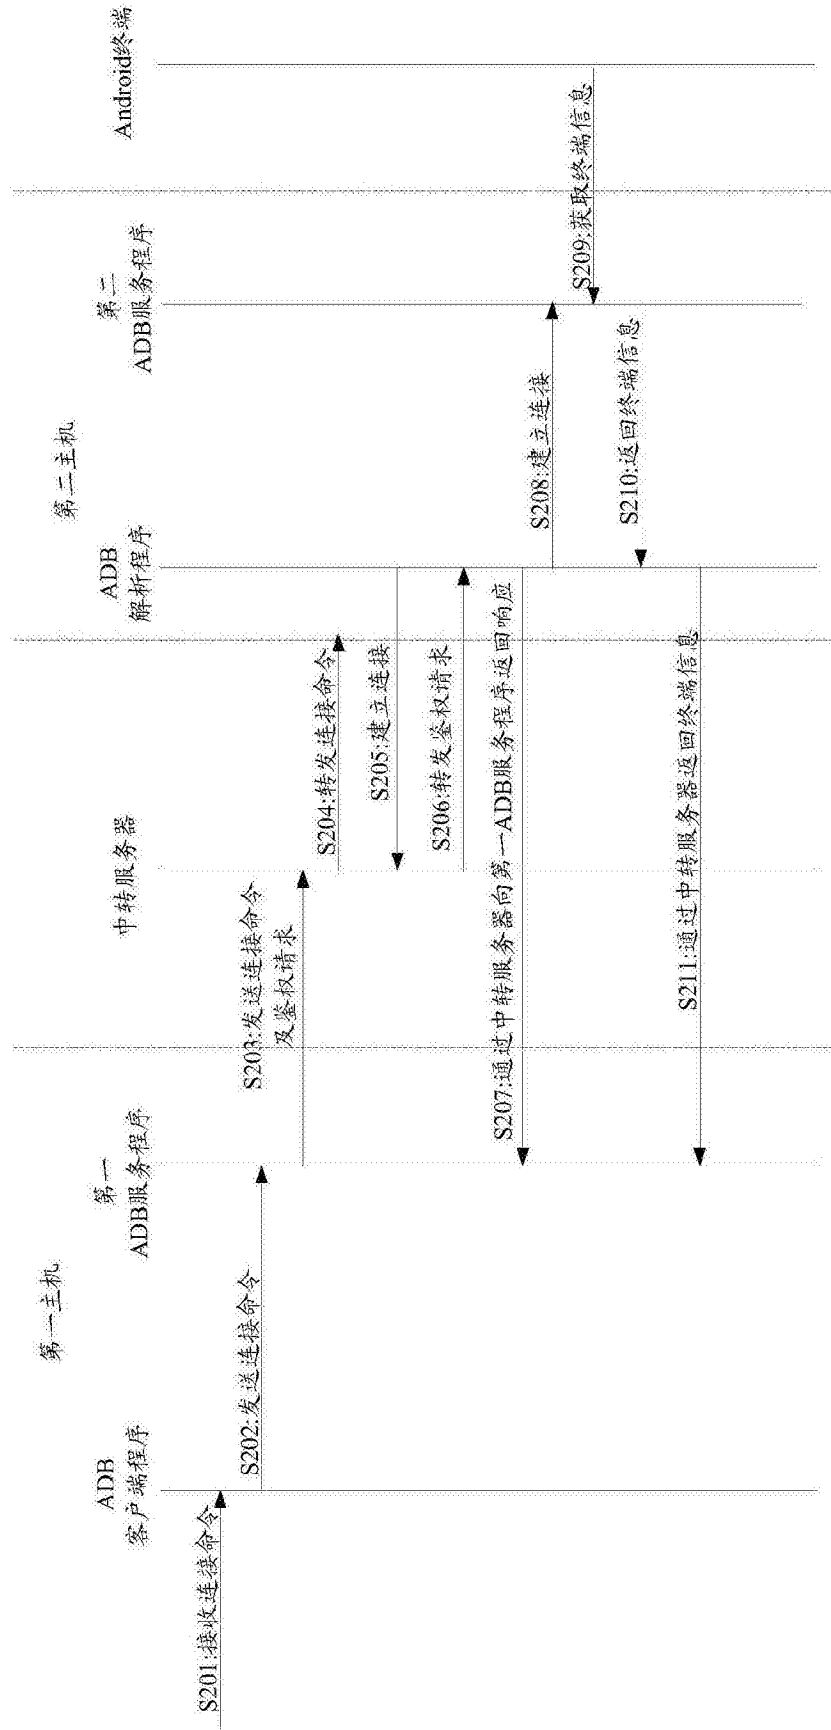 第一主机
第二主机
ADB
客户端程序
第一
ADB服务程序
中转服务器
ADB
解析程序
第二
ADB服务程序
Android终端
S201:接收连接命令
S202:发送连接命令
S203:发送连接命令
及鉴权请求
S204:转发连接命令
S205:建立连接
S206:转发鉴权请求
S207:通过中转服务器向第一ADB服务程序返回响应
S208:建立连接
S209:获取终端信息
S210:返回终端信息
S211:通过中转服务器返回终端信息